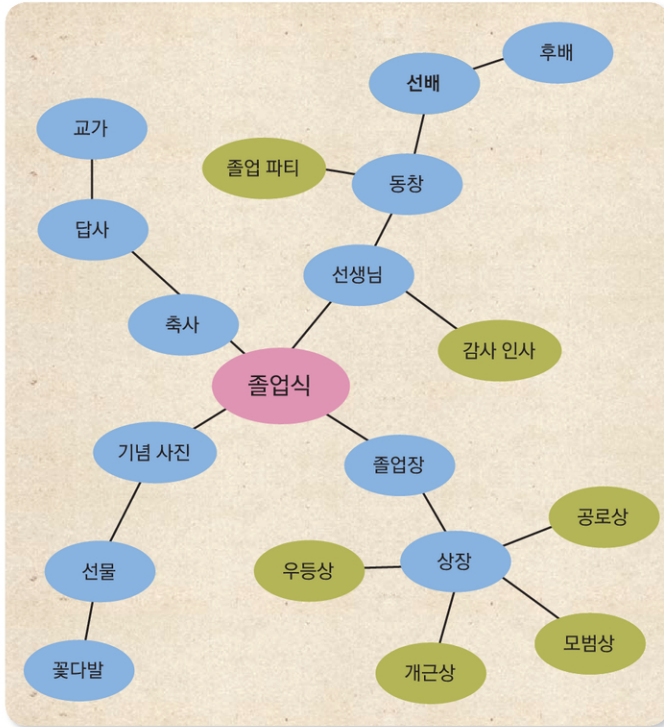 후배
선배
교가
졸업 파티
동창
답사
선생님
축사
감사 인사
졸업식
기념 사진
졸업장
공로상
상장
우등상
선물
모범상
꽃다발
개근상